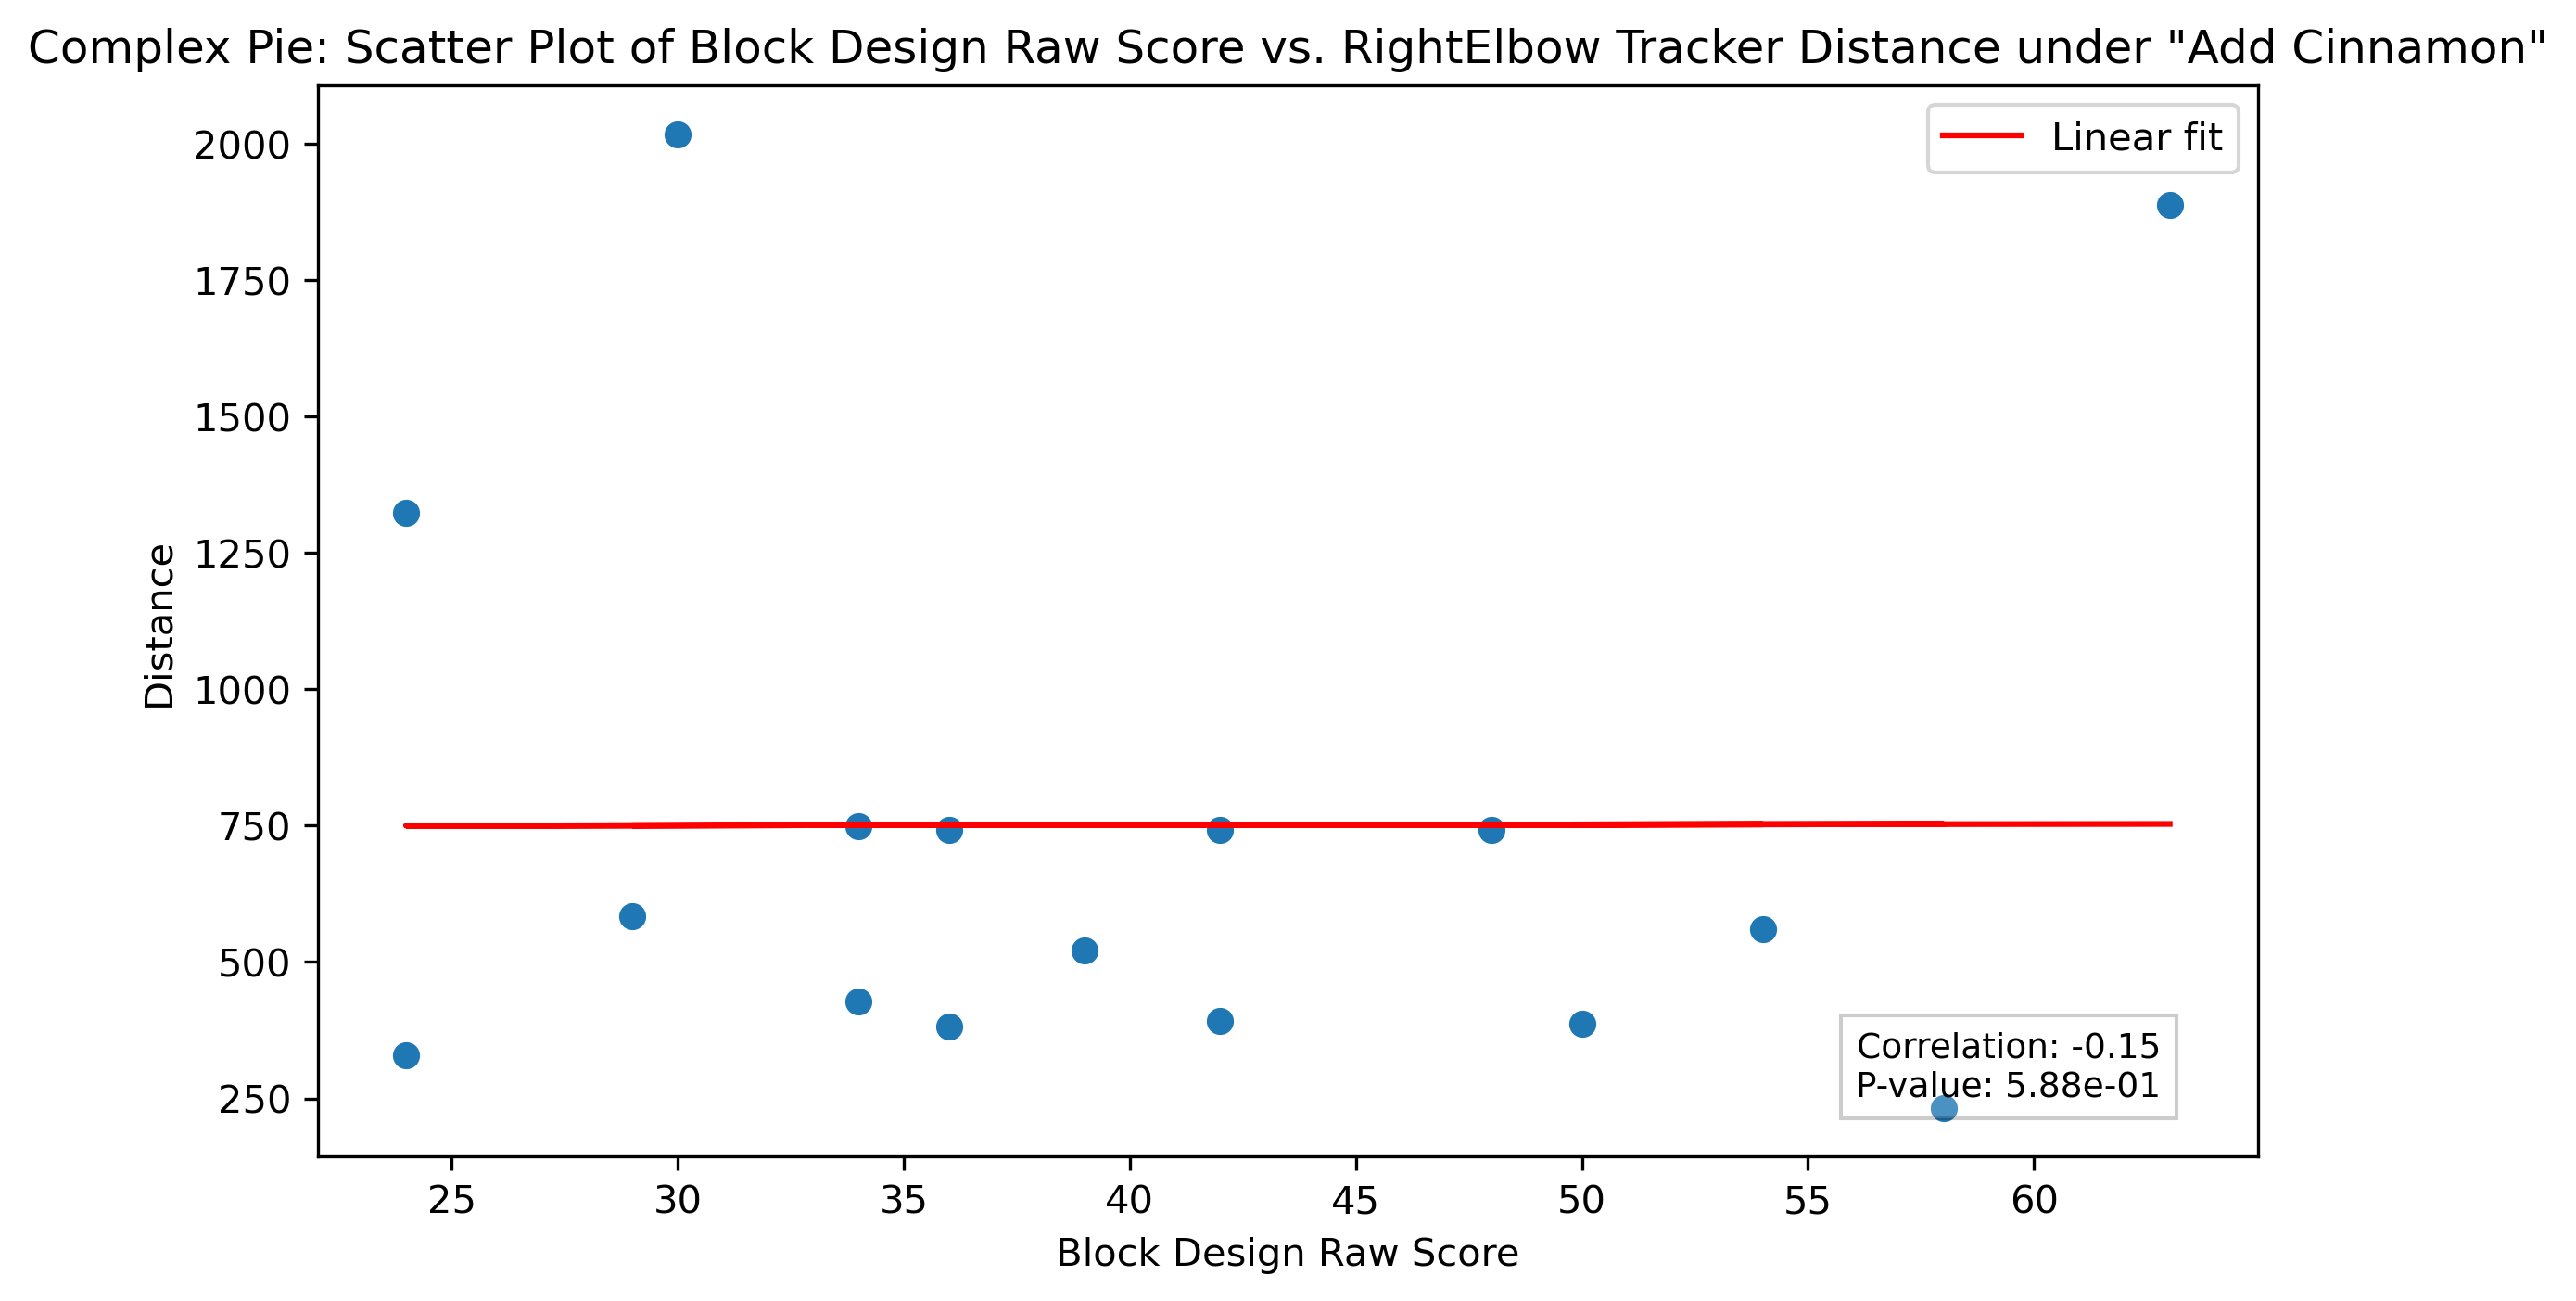 Complex Pie: Scatter Plot of Block Design Raw Score vs. RightElbow Tracker Distance under "Add Cinnamon"
Linear fit
2000
1750
1500
1250
1000
750
500
250
Distance
Correlation: -0.15
P-value: 5.88e-01
25 30 35 40 45 50 55 60
Block Design Raw Score